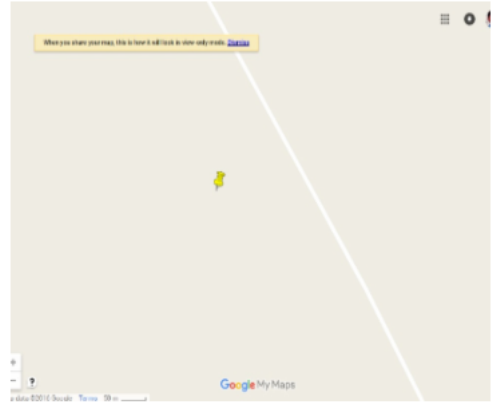 When you share your map, this is how it will look in view-only mode. Dismiss
?
Google My Maps
Terms